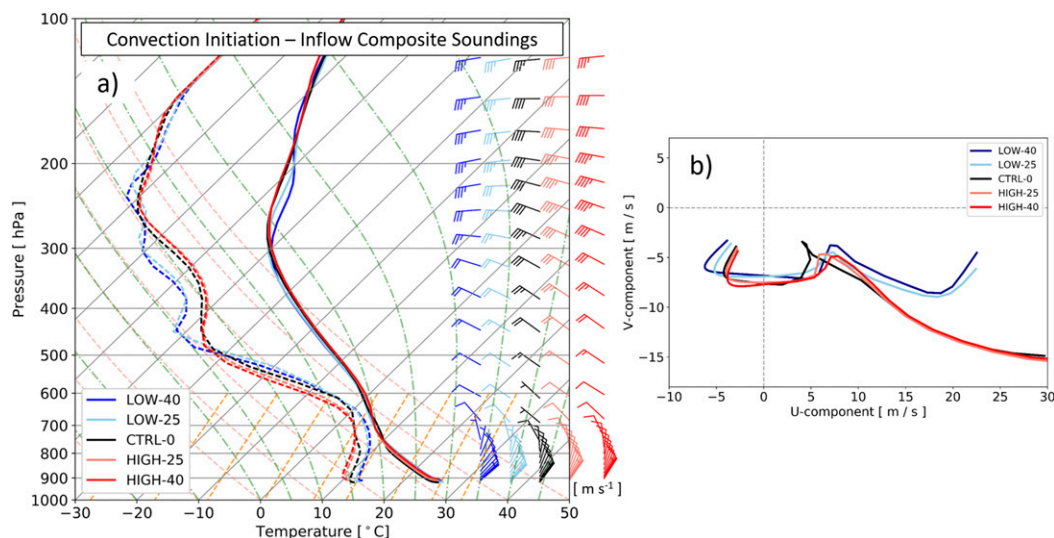 Convection Initiation – Inflow Composite Soundings
a)
Pressure [ hPa ]
100
200
300
400
500
600
700
800
900
1000
LOW-40
LOW-25
CTRL-0
HIGH-25
HIGH-40
[ m s⁻¹ ]
−30 −20 −10 0 10 20 30 40 50
Temperature [ °C ]
b)
V-component [ m / s ]
5
0
−5
−10
−15
LOW-40
LOW-25
CTRL-0
HIGH-25
HIGH-40
−10 −5 0 5 10 15 20 25 30
U-component [ m / s ]